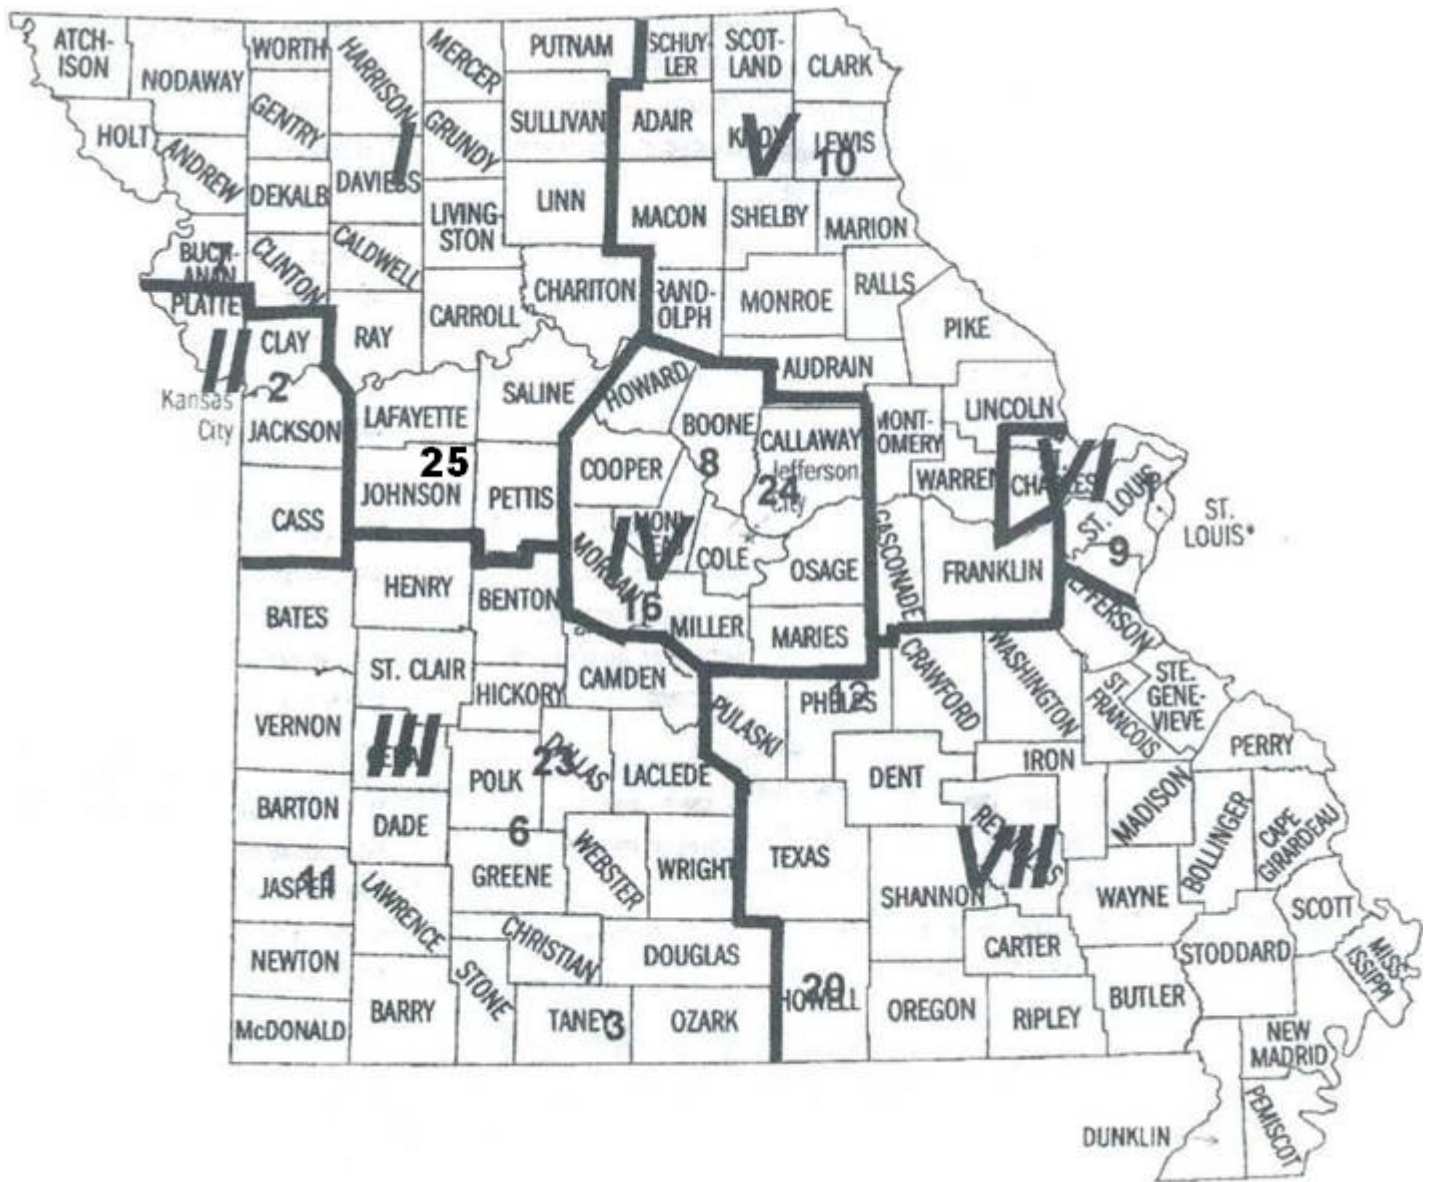 ATCH-
ISON
NODAWAY
WORTH
HARRISON
MERCER
PUTNAM
SCHUY-
LER
SCOT-
LAND
CLARK
HOLT
ANDREW
GENTRY
I
GRUNDY
SULLIVAN
ADAIR
V
LEWIS
10
DEKALB
DAVIESS
LIVING-
STON
LINN
MACON
SHELBY
MARION
BUCH-
ANAN
CLINTON
CALDWELL
CHARITON
RAND-
OLPH
MONROE
RALLS
PLATTE
CLAY
RAY
CARROLL
PIKE
II
2
Kansas
City
JACKSON
LAFAYETTE
SALINE
HOWARD
BOONE
AUDRAIN
CALLAWAY
MONT-
GOMERY
LINCOLN
25
JOHNSON
PETTIS
COOPER
8
24
Jefferson
City
WARREN
VI
ST. LOUIS
ST.
LOUIS*
9
CASS
IV
MORGAN
16
COLE
OSAGE
GASCONADE
FRANKLIN
BATES
HENRY
BENTON
MILLER
MARIES
JEFFERSON
ST. CLAIR
HICKORY
CAMDEN
PULASKI
PHELPS
12
CRAWFORD
WASHINGTON
ST.
FRANCOIS
STE.
GENE-
VIEVE
PERRY
VERNON
III
POLK
DALLAS
23
LACLEDE
DENT
IRON
MADISON
BOLLINGER
CAPE
GIRARDEAU
BARTON
DADE
6
GREENE
WEBSTER
WRIGHT
TEXAS
SHANNON
VII
WAYNE
SCOTT
JASPER
LAWRENCE
CHRISTIAN
DOUGLAS
CARTER
STODDARD
MISS-
ISSIPPI
NEWTON
BARRY
STONE
TANEY
3
OZARK
20
HOWELL
OREGON
RIPLEY
BUTLER
McDONALD
NEW
MADRID
DUNKLIN
PEMISCOT